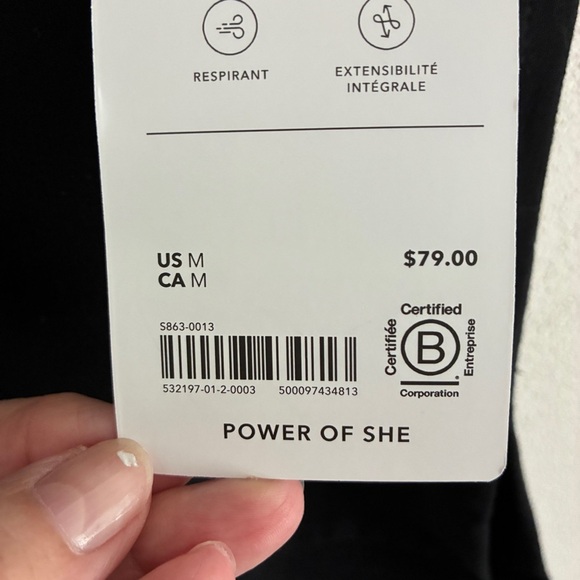 RESPIRANT
EXTENSIBILITÉ
INTÉGRALE
US M
CA M
$79.00
S863-0013
532197-01-2-0003 500097434813
Certified
Certifiée
B
Entreprise
Corporation
POWER OF SHE